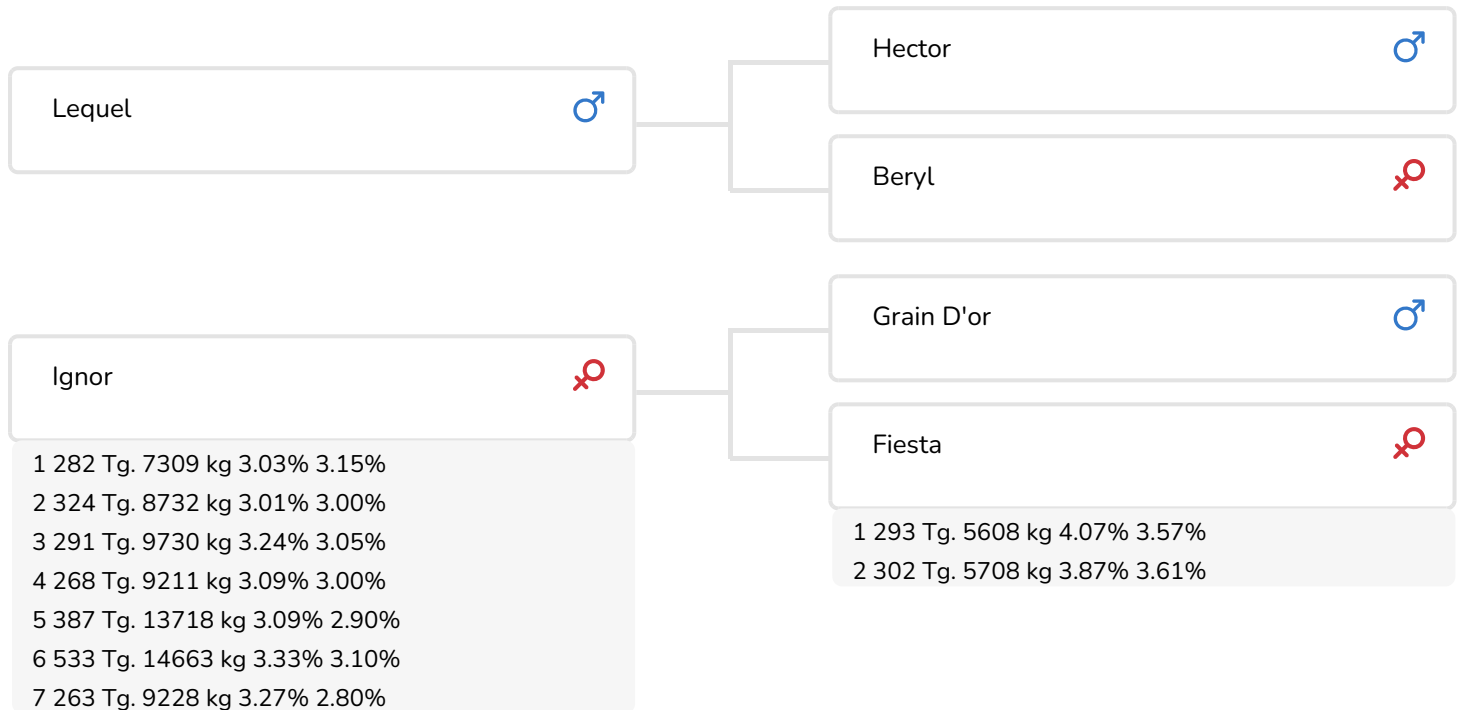 Lequel
Hector
Beryl
Ignor
1 282 Tg. 7309 kg 3.03% 3.15%
2 324 Tg. 8732 kg 3.01% 3.00%
3 291 Tg. 9730 kg 3.24% 3.05%
4 268 Tg. 9211 kg 3.09% 3.00%
5 387 Tg. 13718 kg 3.09% 2.90%
6 533 Tg. 14663 kg 3.33% 3.10%
7 263 Tg. 9228 kg 3.27% 2.80%
Grain D'or
Fiesta
1 293 Tg. 5608 kg 4.07% 3.57%
2 302 Tg. 5708 kg 3.87% 3.61%